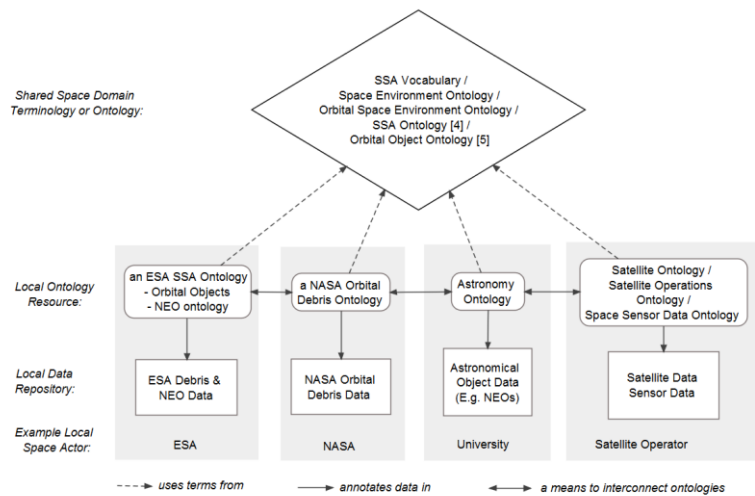 Shared Space Domain
Terminology or Ontology:
SSA Vocabulary /
Space Environment Ontology /
Orbital Space Environment Ontology /
SSA Ontology [4] /
Orbital Object Ontology [5]
Local Ontology
Resource:
an ESA SSA Ontology
- Orbital Objects
- NEO ontology
a NASA Orbital
Debris Ontology
Astronomy
Ontology
Satellite Ontology /
Satellite Operations
Ontology /
Space Sensor Data Ontology
Local Data
Repository:
ESA Debris &
NEO Data
NASA Orbital
Debris Data
Astronomical
Object Data
(E.g. NEOs)
Satellite Data
Sensor Data
Example Local
Space Actor:
ESA
NASA
University
Satellite Operator
uses terms from
annotates data in
a means to interconnect ontologies